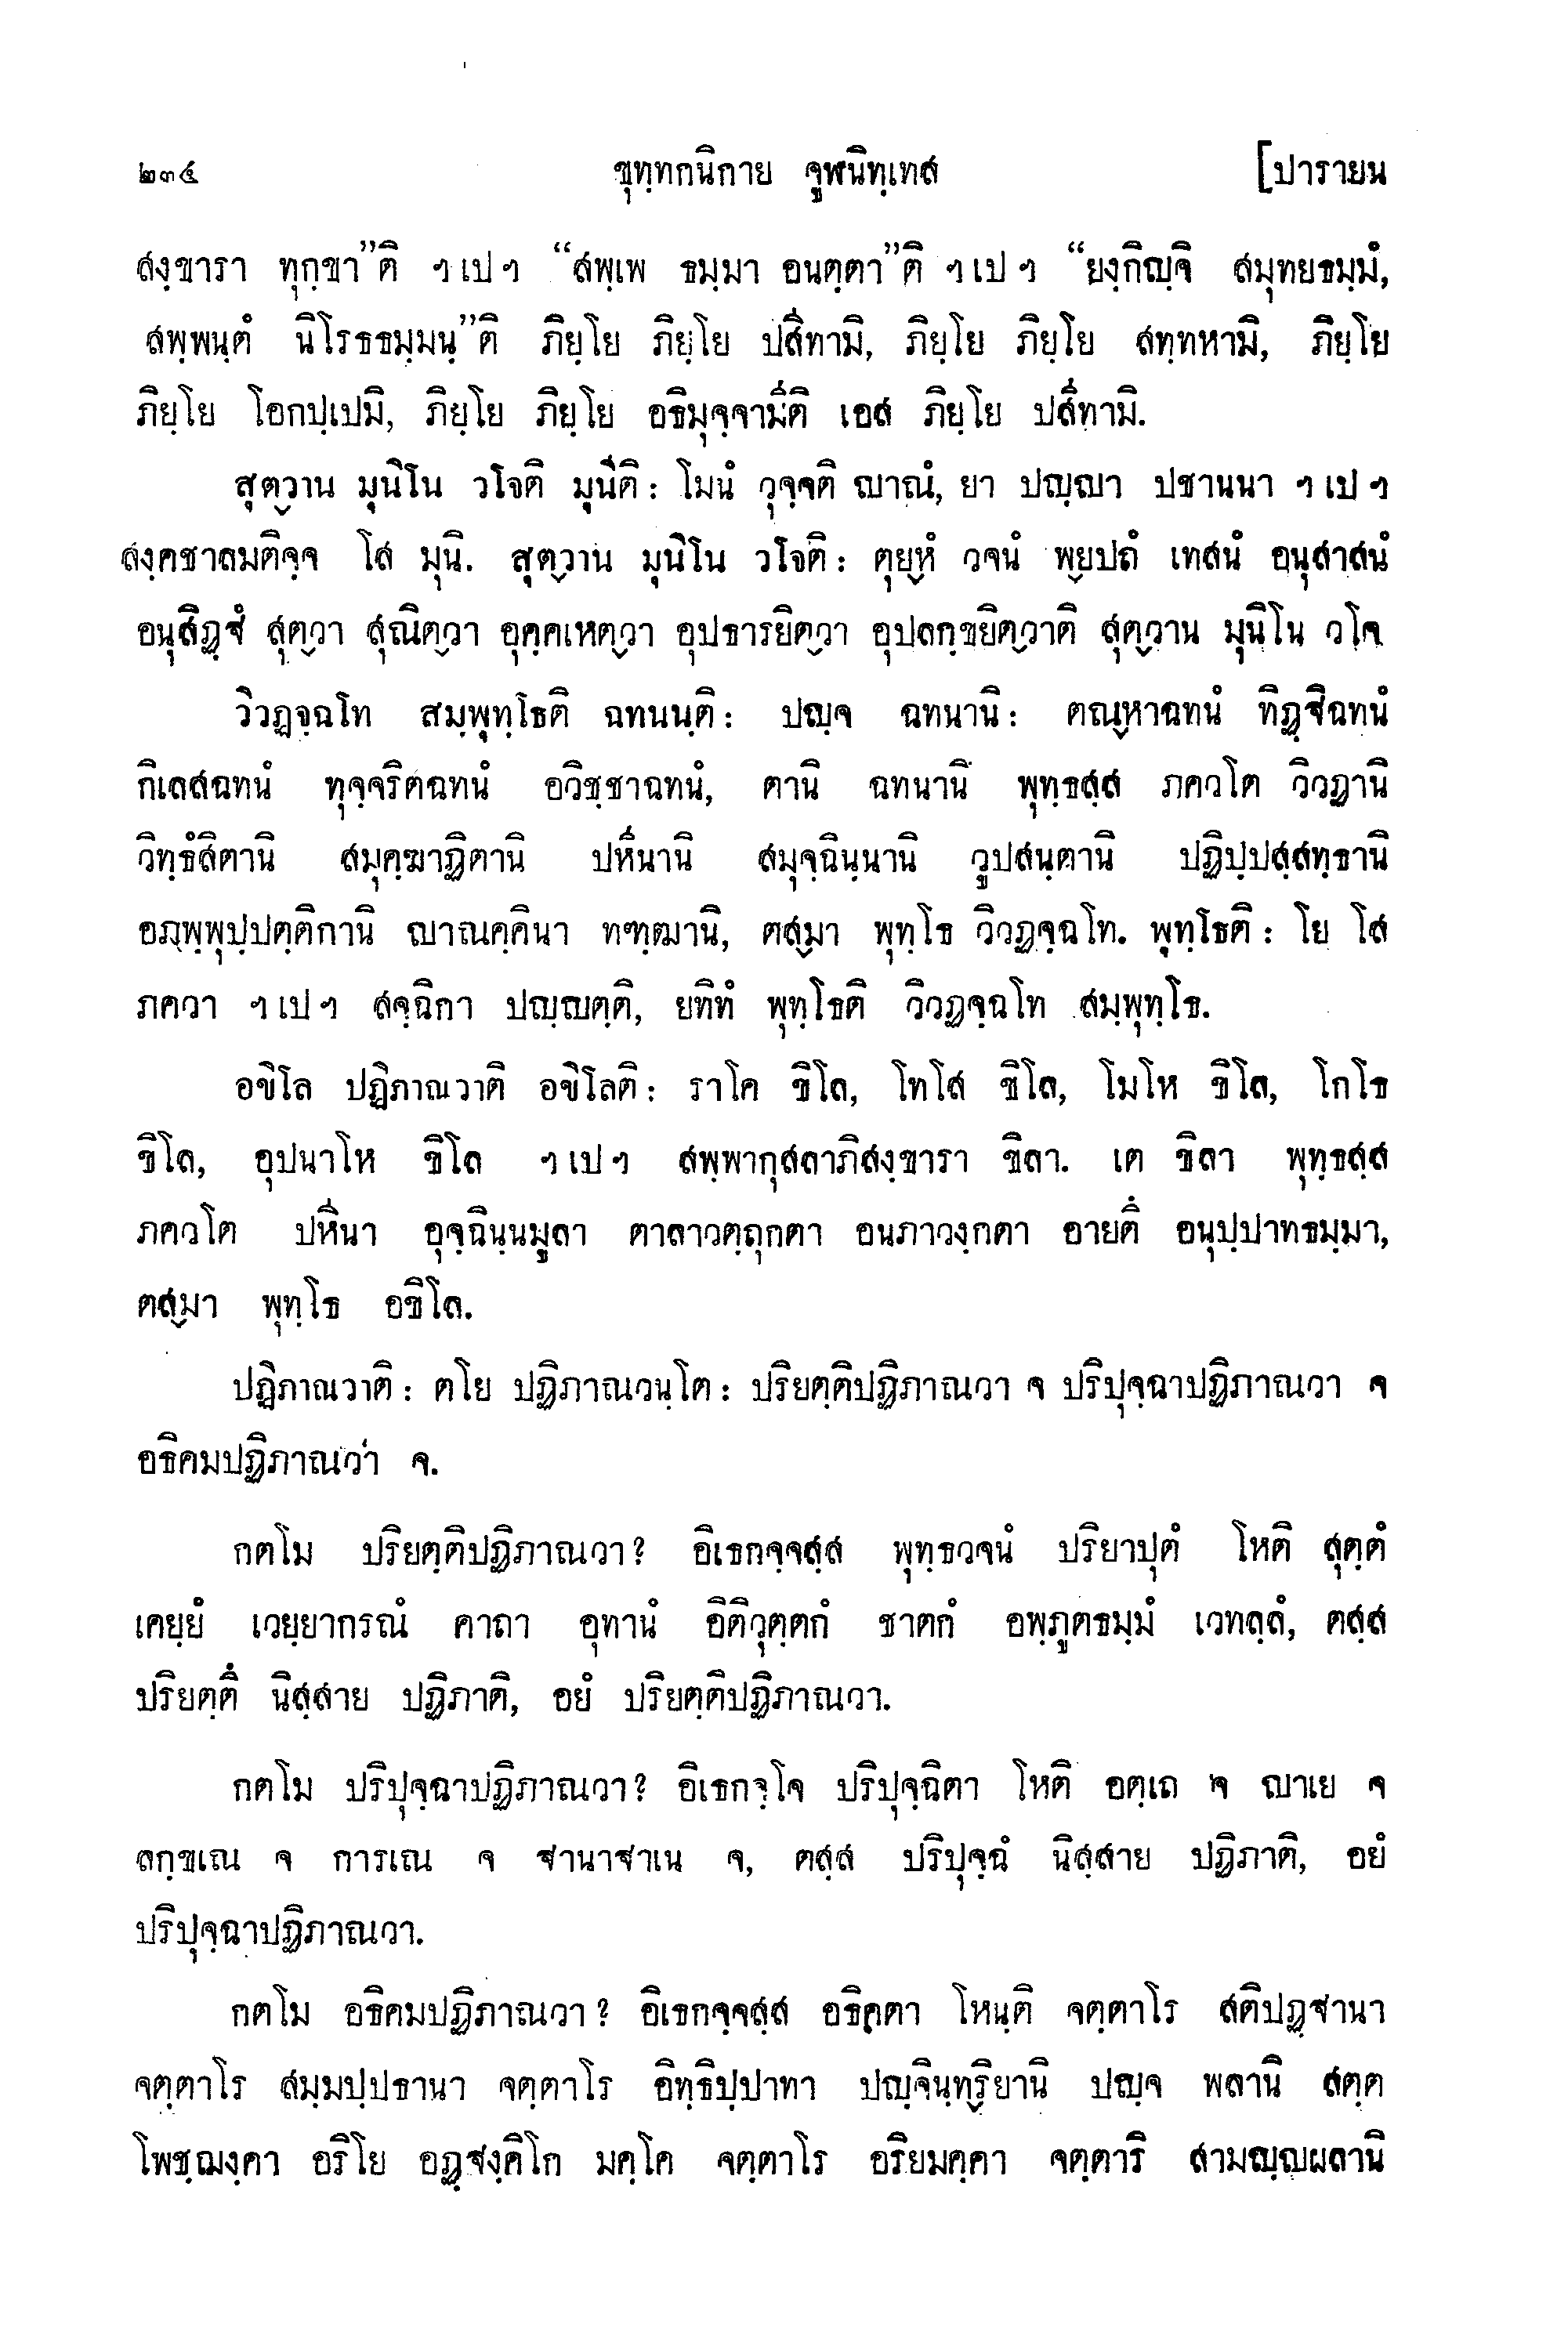 ๒๓๕ ขุทฺทกนิกาย จูฬนิทฺเทส [ปารายน
สงฺขารา ทุกฺขา”ติ ฯ เป ฯ “สพฺเพ ธมฺมา อนตฺตา”ติ ฯ เป ฯ “ยงฺกิญฺจิ สมุทยธมฺมํ,
สพฺพนฺตํ นิโรธธมฺมนฺ”ติ ภิยฺโย ภิยฺโย ปสีทามิ, ภิยฺโย ภิยฺโย สทฺทหามิ, ภิยฺโย
ภิยฺโย โอกปฺเปมิ, ภิยฺโย ภิยฺโย อธิมุจฺจามีติ เอส ภิยฺโย ปสีทามิ.
สุตฺวาน มุนิโน วโจติ มุนีติ: โมนํ วุจฺจติ ญาณํ, ยา ปญฺญา ปชานนา ฯ เป ฯ
สงฺคชาลมติจฺจ โส มุนิ. สุตฺวาน มุนิโน วโจติ: ตุยฺหํ วจนํ พฺยปถํ เทสนํ อนุสาสนํ
อนุสิฏฺฐํ สุตฺวา สุณิตฺวา อุคฺคเหตฺวา อุปธารยิตฺวา อุปลกฺขยิตฺวาติ สุตฺวาน มุนิโน วโจ
วิวฏจฺฉโท สมฺพุทฺโธติ ฉทนนฺติ: ปญฺจ ฉทนานิ: ตณฺหาฉทนํ ทิฏฺฐิฉทนํ
กิเลสฉทนํ ทุจฺจริตฉทนํ อวิชฺชาฉทนํ, ตานิ ฉทนานิ พุทฺธสฺส ภควโต วิวฏานิ
วิทฺธํสิตานิ สมุคฺฆาฏิตานิ ปหีนานิ สมุจฺฉินฺนานิ วูปสนฺตานิ ปฏิปฺปสฺสทฺธานิ
อภพฺพุปฺปตฺติกานิ ญาณคฺคินา ทฑฺฒานิ, ตสฺมา พุทฺโธ วิวฏจฺฉโท. พุทฺโธติ: โย โส
ภควา ฯ เป ฯ สจฺฉิกา ปญฺญตฺติ, ยทิทํ พุทฺโธติ วิวฏจฺฉโท สมฺพุทฺโธ.
อขิโล ปฏิภาณวาติ อขิโลติ: ราโค ขิโล, โทโส ขิโล, โมโห ขิโล, โกโธ
ขิโล, อุปนาโห ขิโล ฯ เป ฯ สพฺพากุสลาภิสงฺขารา ขิลา. เต ขิลา พุทฺธสฺส
ภควโต ปหีนา อุจฺฉินฺนมูลา ตาลาวตฺถุกตา อนภาวงฺกตา อายตึ อนุปฺปาทธมฺมา,
ตสฺมา พุทฺโธ อขิโล.
ปฏิภาณวาติ: ตโย ปฏิภาณวนฺโต: ปริยตฺติปฏิภาณวา จ ปริปุจฺฉาปฏิภาณวา จ
อธิคมปฏิภาณวา จ.
กตโม ปริยตฺติปฏิภาณวา? อิเธกจฺจสฺส พุทฺธวจนํ ปริยาปุตํ โหติ สุตฺตํ
เคยฺยํ เวยฺยากรณํ คาถา อุทานํ อิติวุตฺตกํ ชาตกํ อพฺภูตธมฺมํ เวทลฺลํ, ตสฺส
ปริยตฺตึ นิสฺสาย ปฏิภาติ, อยํ ปริยตฺติปฏิภาณวา.
กตโม ปริปุจฺฉาปฏิภาณวา? อิเธกจฺโจ ปริปุจฺฉิตา โหติ อตฺเถ จ ญาเย จ
ลกฺขเณ จ การเณ จ ฐานาฐาเน จ, ตสฺส ปริปุจฺฉํ นิสฺสาย ปฏิภาติ, อยํ
ปริปุจฺฉาปฏิภาณวา.
กตโม อธิคมปฏิภาณวา? อิเธกจฺจสฺส อธิคตา โหนฺติ จตฺตาโร สติปฏฺฐานา
จตฺตาโร สมฺมปฺปธานา จตฺตาโร อิทฺธิปฺปาทา ปญฺจินฺทฺริยานิ ปญฺจ พลานิ สตฺต
โพชฺฌงฺคา อริโย อฏฺฐงฺคิโก มคฺโค จตฺตาโร อริยมคฺคา จตฺตาริ สามญฺญผลานิ